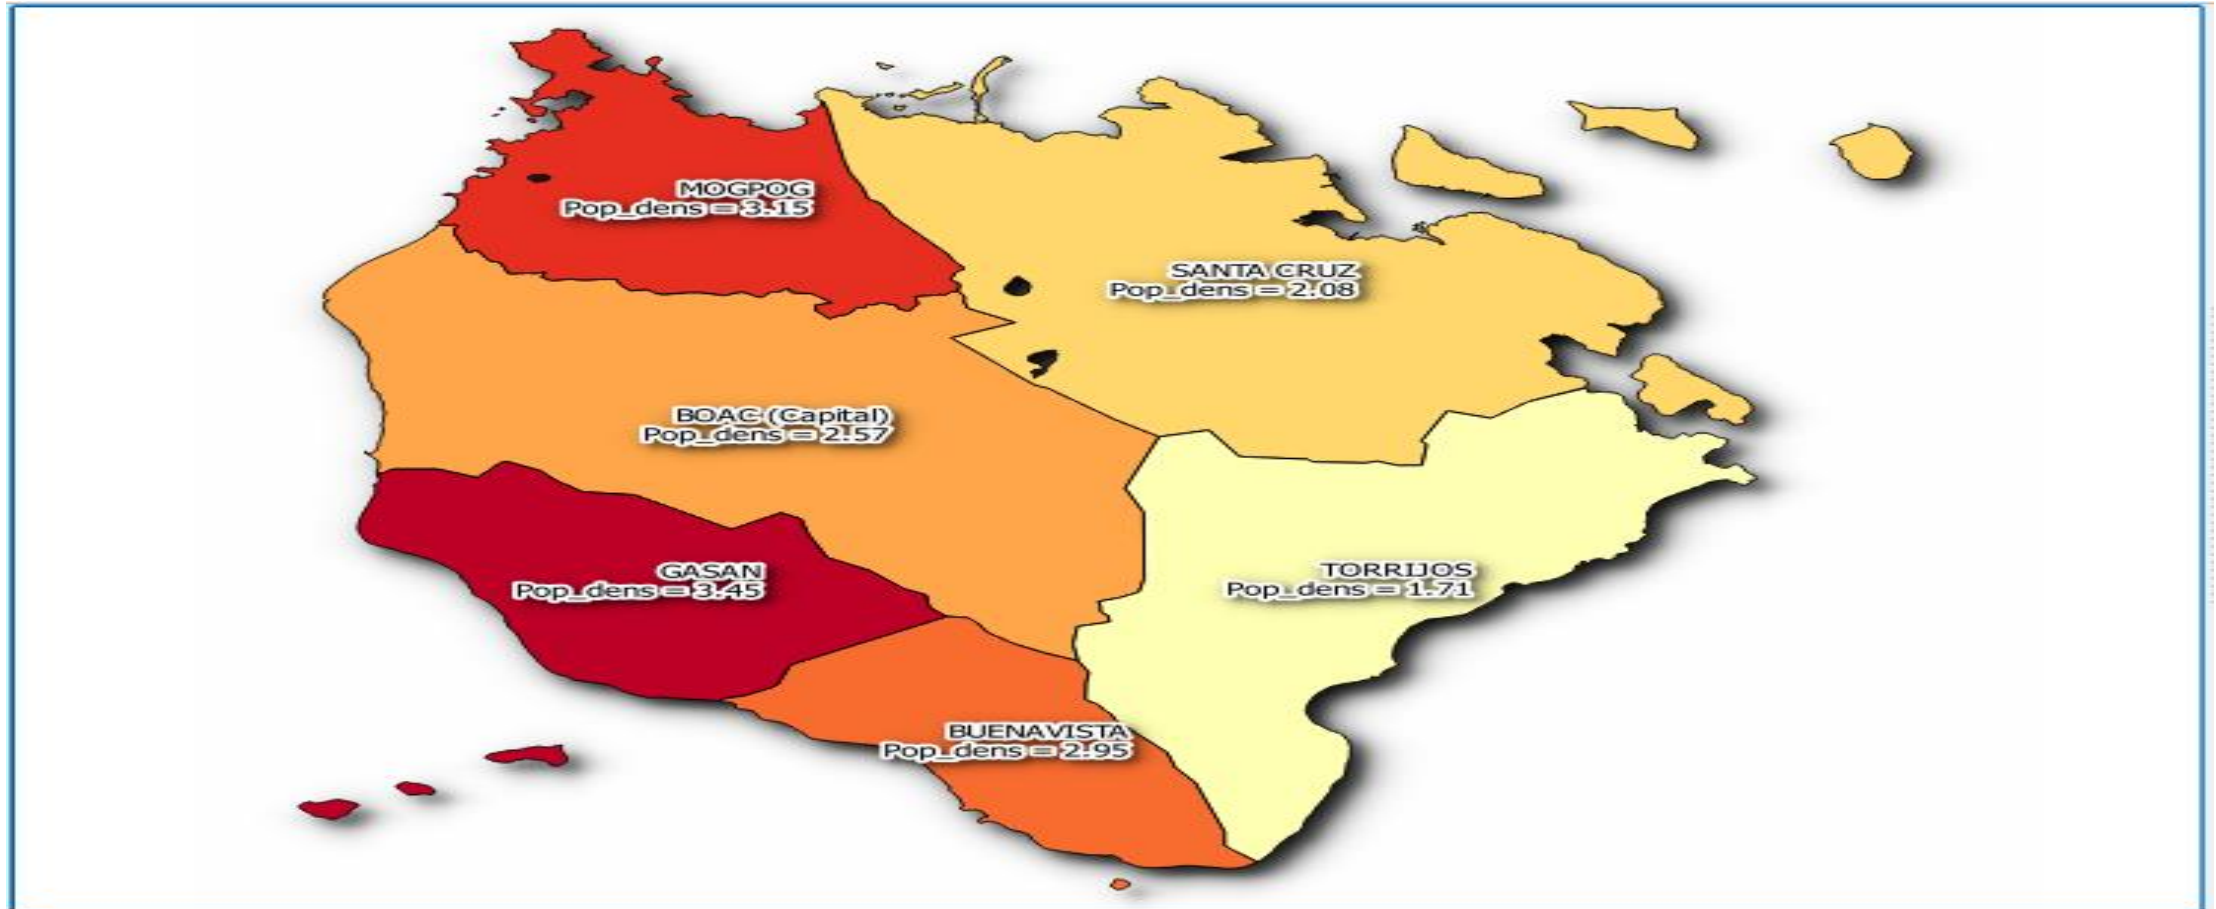 MOGPOG
Pop_dens = 3.15
SANTA CRUZ
Pop_dens = 2.08
BOAC (Capital)
Pop_dens = 2.57
GASAN
Pop_dens = 3.45
TORRIJOS
Pop_dens = 1.71
BUENAVISTA
Pop_dens = 2.95